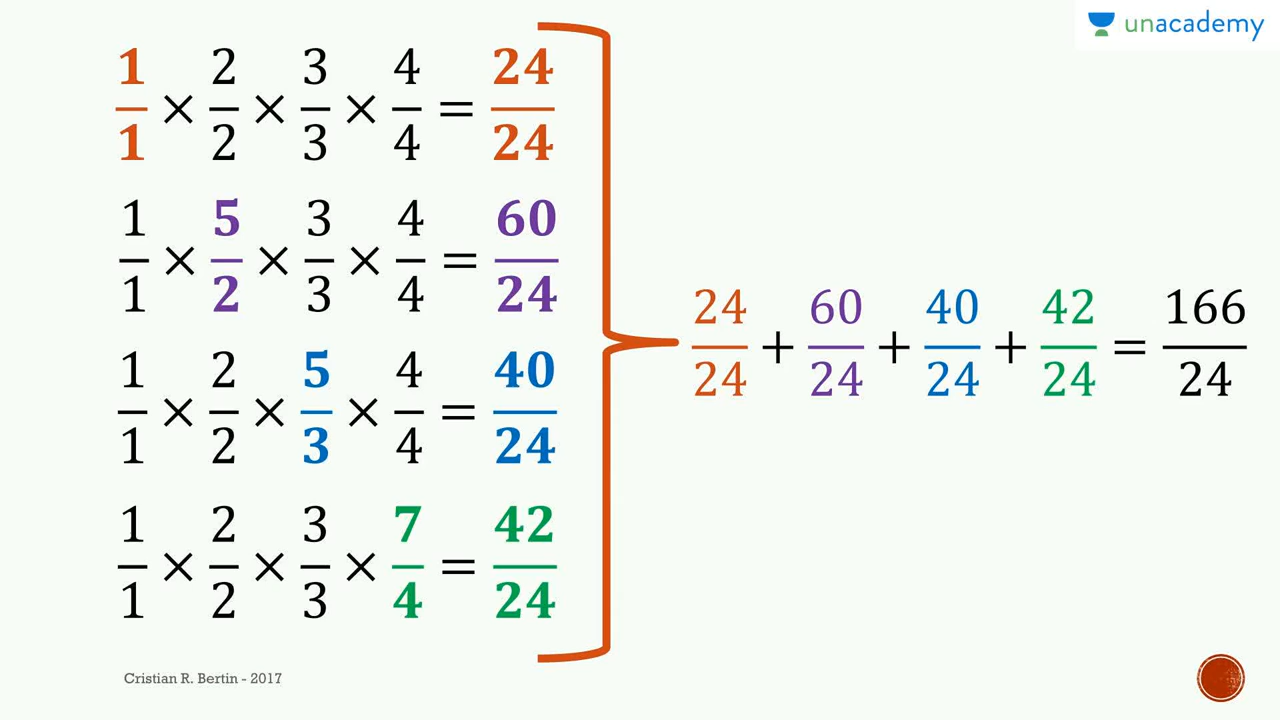 unacademy
1/1 × 2/2 × 3/3 × 4/4 = 24/24
1/1 × 5/2 × 3/3 × 4/4 = 60/24
1/1 × 2/2 × 5/3 × 4/4 = 40/24
1/1 × 2/2 × 3/3 × 7/4 = 42/24
24/24 + 60/24 + 40/24 + 42/24 = 166/24
Cristian R. Bertin - 2017